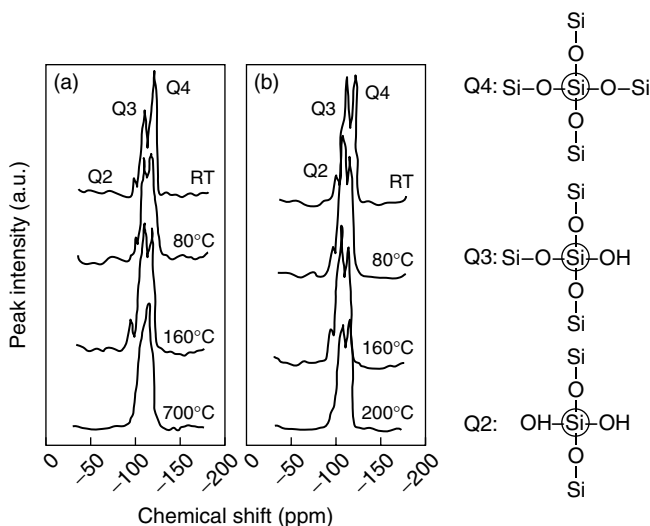 (a)
Q4
Q3
Q2
RT
80°C
160°C
700°C
(b)
Q4
Q3
Q2
RT
80°C
160°C
200°C
Peak intensity (a.u.)
0 −50 −100 −150 −200
0 −50 −100 −150 −200
Chemical shift (ppm)
Si
O
Q4: Si–O–Si–O–Si
O
Si
Si
O
Q3: Si–O–Si–OH
O
Si
Si
O
Q2: OH–Si–OH
O
Si